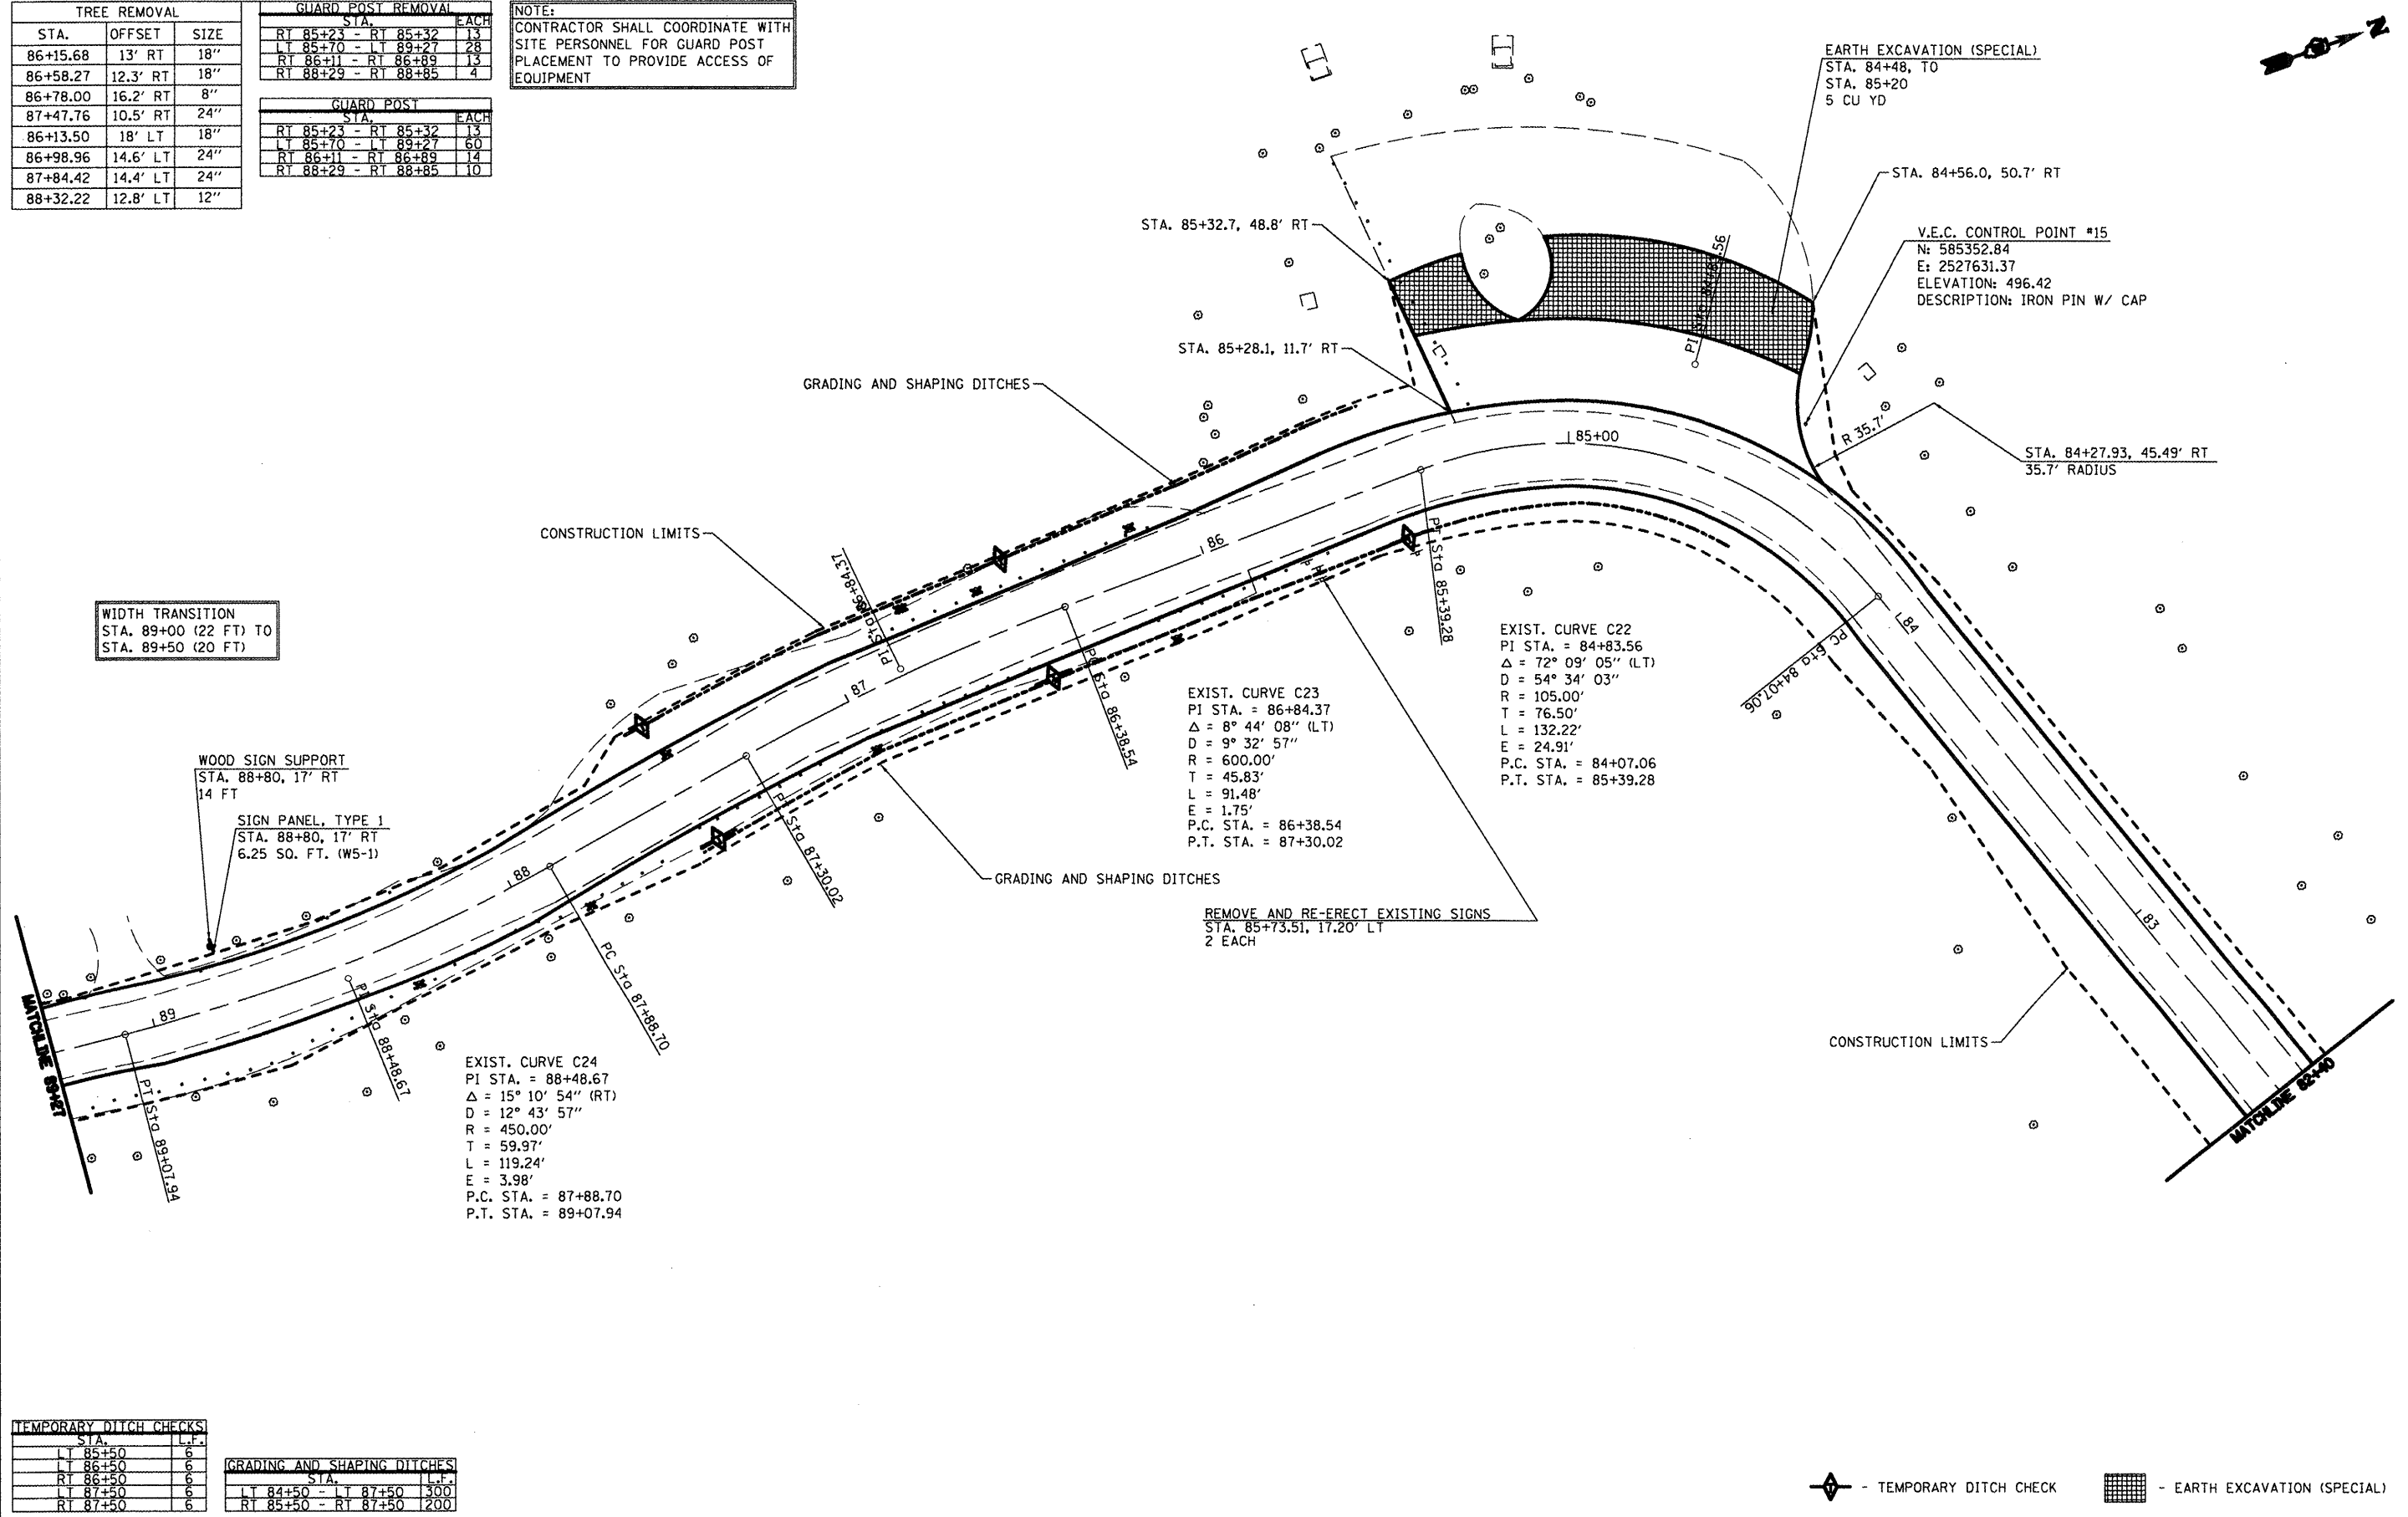 TREE REMOVAL
STA. OFFSET SIZE
86+15.68 13' RT 18"
86+58.27 12.3' RT 18"
86+78.00 16.2' RT 8"
87+47.76 10.5' RT 24"
86+13.50 18' LT 18"
86+98.96 14.6' LT 24"
87+84.42 14.4' LT 24"
88+32.22 12.8' LT 12"
GUARD POST REMOVAL
STA. EACH
RT 85+23 - RT 85+32 13
LT 85+70 - LT 89+27 28
RT 86+11 - RT 86+89 13
RT 88+29 - RT 88+85 4
GUARD POST
STA. EACH
RT 85+23 - RT 85+32 13
LT 85+70 - LT 89+27 60
RT 86+11 - RT 86+89 14
RT 88+29 - RT 88+85 10
NOTE:
CONTRACTOR SHALL COORDINATE WITH
SITE PERSONNEL FOR GUARD POST
PLACEMENT TO PROVIDE ACCESS OF
EQUIPMENT
N
EARTH EXCAVATION (SPECIAL)
STA. 84+48, TO
STA. 85+20
5 CU YD
STA. 84+56.0, 50.7' RT
STA. 85+32.7, 48.8' RT
V.E.C. CONTROL POINT #15
N: 585352.84
E: 2527631.37
ELEVATION: 496.42
DESCRIPTION: IRON PIN W/ CAP
STA. 85+28.1, 11.7' RT
GRADING AND SHAPING DITCHES
R 35.7'
STA. 84+27.93, 45.49' RT
35.7' RADIUS
85+00
CONSTRUCTION LIMITS
86
PI Sta 86+84.37
PT Sta 85+39.28
84
PC Sta 84+07.06
WIDTH TRANSITION
STA. 89+00 (22 FT) TO
STA. 89+50 (20 FT)
EXIST. CURVE C22
PI STA. = 84+83.56
Δ = 72° 09' 05" (LT)
D = 54° 34' 03"
R = 105.00'
T = 76.50'
L = 132.22'
E = 24.91'
P.C. STA. = 84+07.06
P.T. STA. = 85+39.28
87
PC Sta 86+38.54
EXIST. CURVE C23
PI STA. = 86+84.37
Δ = 8° 44' 08" (LT)
D = 9° 32' 57"
R = 600.00'
T = 45.83'
L = 91.48'
E = 1.75'
P.C. STA. = 86+38.54
P.T. STA. = 87+30.02
WOOD SIGN SUPPORT
STA. 88+80, 17' RT
14 FT
SIGN PANEL, TYPE 1
STA. 88+80, 17' RT
6.25 SQ. FT. (W5-1)
PT Sta 87+30.02
88
GRADING AND SHAPING DITCHES
REMOVE AND RE-ERECT EXISTING SIGNS
STA. 85+73.51, 17.20' LT
2 EACH
83
PC Sta 87+88.70
89
PI Sta 88+48.67
MATCHLINE 89+27
PT Sta 89+07.94
CONSTRUCTION LIMITS
MATCHLINE 82+40
EXIST. CURVE C24
PI STA. = 88+48.67
Δ = 15° 10' 54" (RT)
D = 12° 43' 57"
R = 450.00'
T = 59.97'
L = 119.24'
E = 3.98'
P.C. STA. = 87+88.70
P.T. STA. = 89+07.94
TEMPORARY DITCH CHECKS
STA. L.F.
LT 85+50 6
LT 86+50 6
RT 86+50 6
LT 87+50 6
RT 87+50 6
GRADING AND SHAPING DITCHES
STA. L.F.
LT 84+50 - LT 87+50 300
RT 85+50 - RT 87+50 200
- TEMPORARY DITCH CHECK
- EARTH EXCAVATION (SPECIAL)